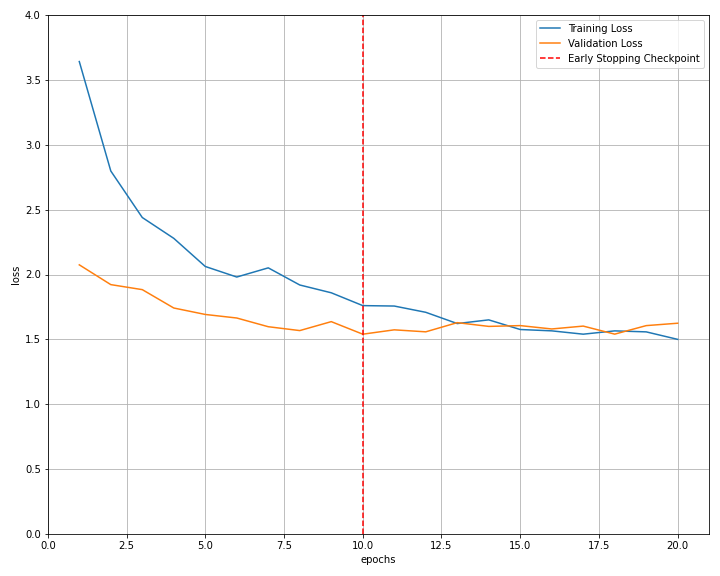 4.0
3.5
3.0
2.5
2.0
1.5
1.0
0.5
0.0
loss
Training Loss
Validation Loss
Early Stopping Checkpoint
0.0 2.5 5.0 7.5 10.0 12.5 15.0 17.5 20.0
epochs